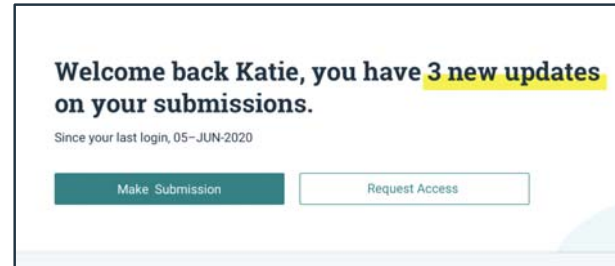 Welcome back Katie, you have 3 new updates
on your submissions.
Since your last login, 05–JUN-2020
Make Submission
Request Access